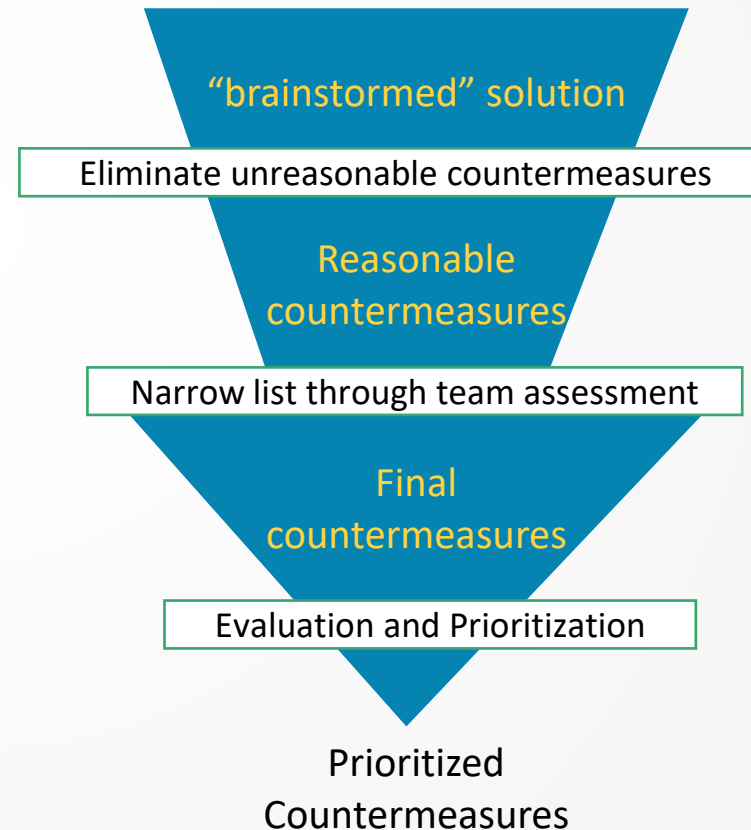 “brainstormed” solution
Eliminate unreasonable countermeasures
Reasonable
countermeasures
Narrow list through team assessment
Final
countermeasures
Evaluation and Prioritization
Prioritized
Countermeasures